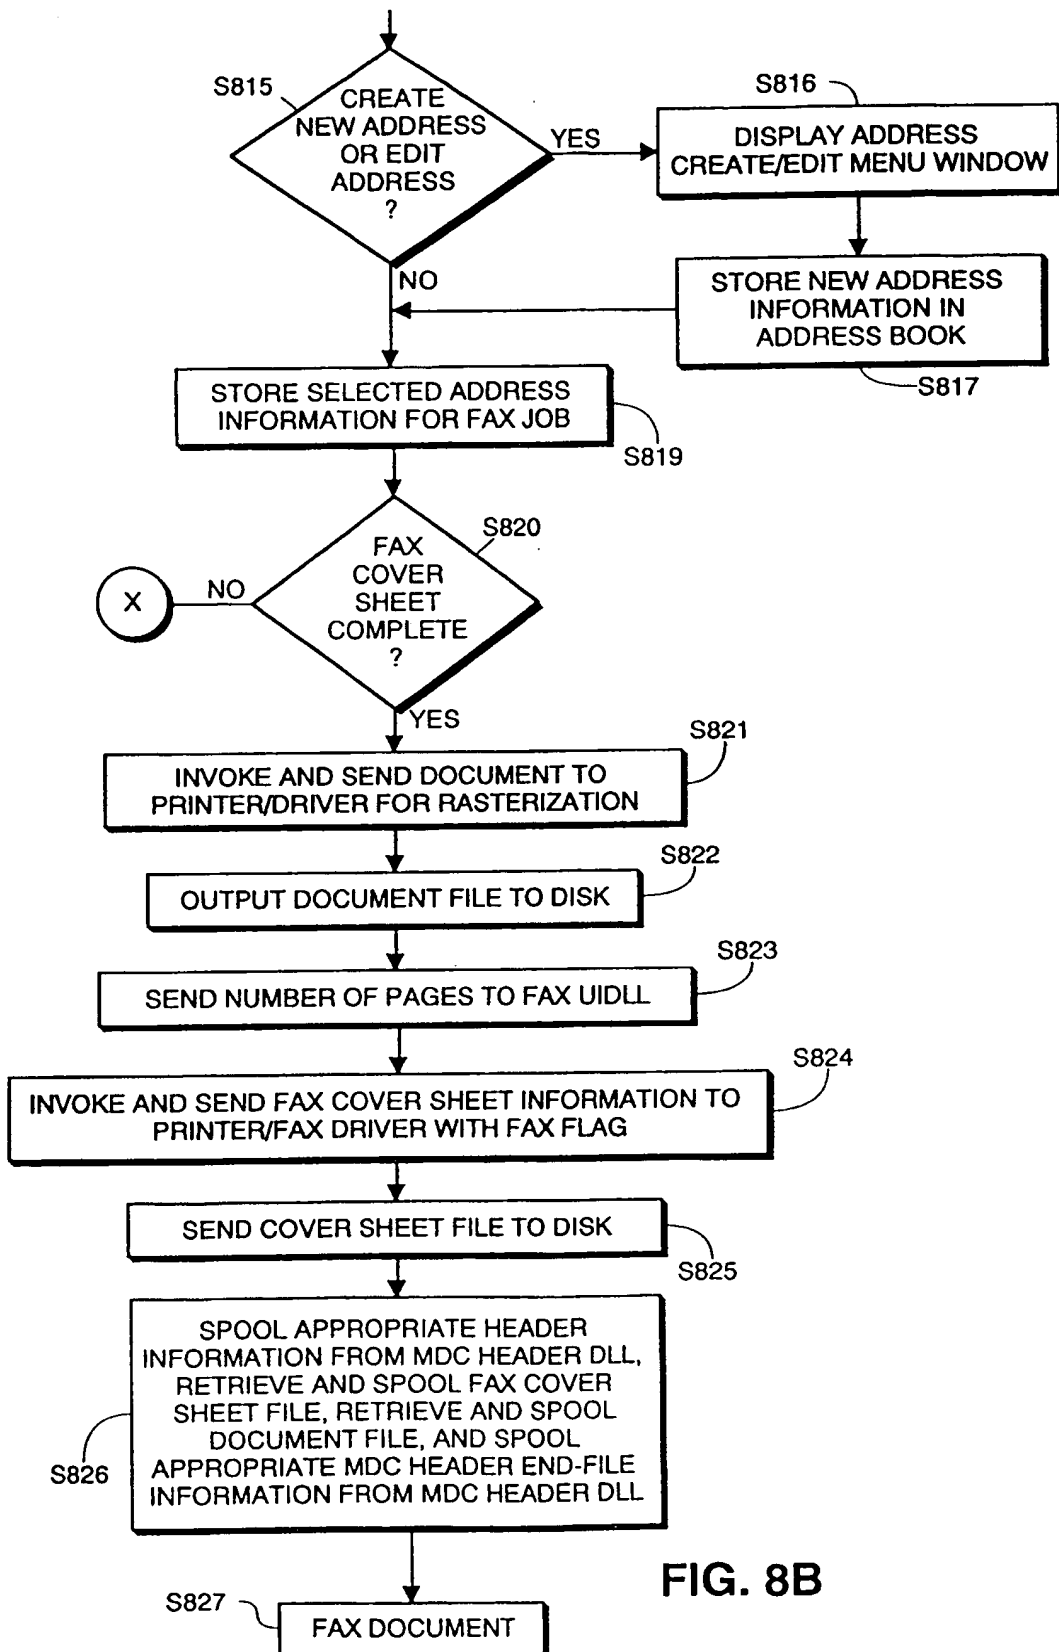 S815
CREATE
NEW ADDRESS
OR EDIT
ADDRESS
?
YES
S816
DISPLAY ADDRESS
CREATE/EDIT MENU WINDOW
NO
STORE NEW ADDRESS
INFORMATION IN
ADDRESS BOOK
S817
STORE SELECTED ADDRESS
INFORMATION FOR FAX JOB
S819
S820
FAX
COVER
SHEET
COMPLETE
?
NO
X
YES
S821
INVOKE AND SEND DOCUMENT TO
PRINTER/DRIVER FOR RASTERIZATION
S822
OUTPUT DOCUMENT FILE TO DISK
S823
SEND NUMBER OF PAGES TO FAX UIDLL
S824
INVOKE AND SEND FAX COVER SHEET INFORMATION TO
PRINTER/FAX DRIVER WITH FAX FLAG
SEND COVER SHEET FILE TO DISK
S825
SPOOL APPROPRIATE HEADER
INFORMATION FROM MDC HEADER DLL,
RETRIEVE AND SPOOL FAX COVER
SHEET FILE, RETRIEVE AND SPOOL
DOCUMENT FILE, AND SPOOL
APPROPRIATE MDC HEADER END-FILE
INFORMATION FROM MDC HEADER DLL
S826
S827
FAX DOCUMENT
FIG. 8B